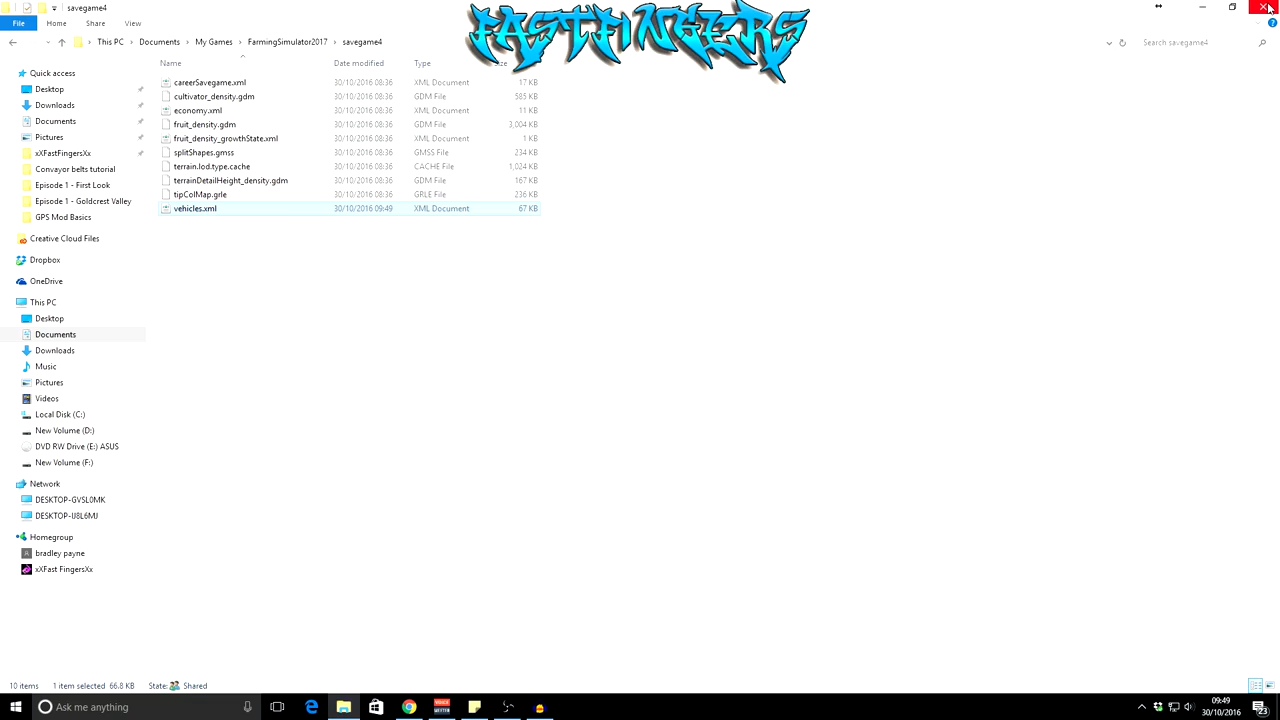 savegame4
FASTFINGERS
File Home Share View
This PC Documents My Games FarmingSimulator2017 savegame4
Search savegame4
Name Date modified Type Size
careerSavegame.xml 30/10/2016 08:36 XML Document 17 KB
cultivator_density.gdm 30/10/2016 08:36 GDM File 585 KB
economy.xml 30/10/2016 08:36 XML Document 11 KB
fruit_density.gdm 30/10/2016 08:36 GDM File 3,004 KB
fruit_density_growthState.xml 30/10/2016 08:36 XML Document 1 KB
splitShapes.gmss 30/10/2016 08:36 GMSS File 234 KB
terrain.lod.type.cache 30/10/2016 08:36 CACHE File 1,024 KB
terrainDetailHeight_density.gdm 30/10/2016 08:36 GDM File 167 KB
tipColMap.grle 30/10/2016 08:36 GRLE File 236 KB
vehicles.xml 30/10/2016 09:49 XML Document 67 KB
Quick access
Desktop
Downloads
Documents
Pictures
xXFastFingersXx
Convayor belts tutorial
Episode 1 - First Look
Episode 1 - Goldcrest Valley
GPS Mod Basics
Creative Cloud Files
Dropbox
OneDrive
This PC
Desktop
Documents
Downloads
Music
Pictures
Videos
Local Disk (C:)
New Volume (D:)
DVD RW Drive (E:) ASUS
New Volume (F:)
Network
DESKTOP-GVSL0MK
DESKTOP-IJ8L6MJ
Homegroup
bradley payne
xXFast FingersXx
10 items 1 item selected 66.8 KB State: Shared
Ask me anything
09:49
30/10/2016
23